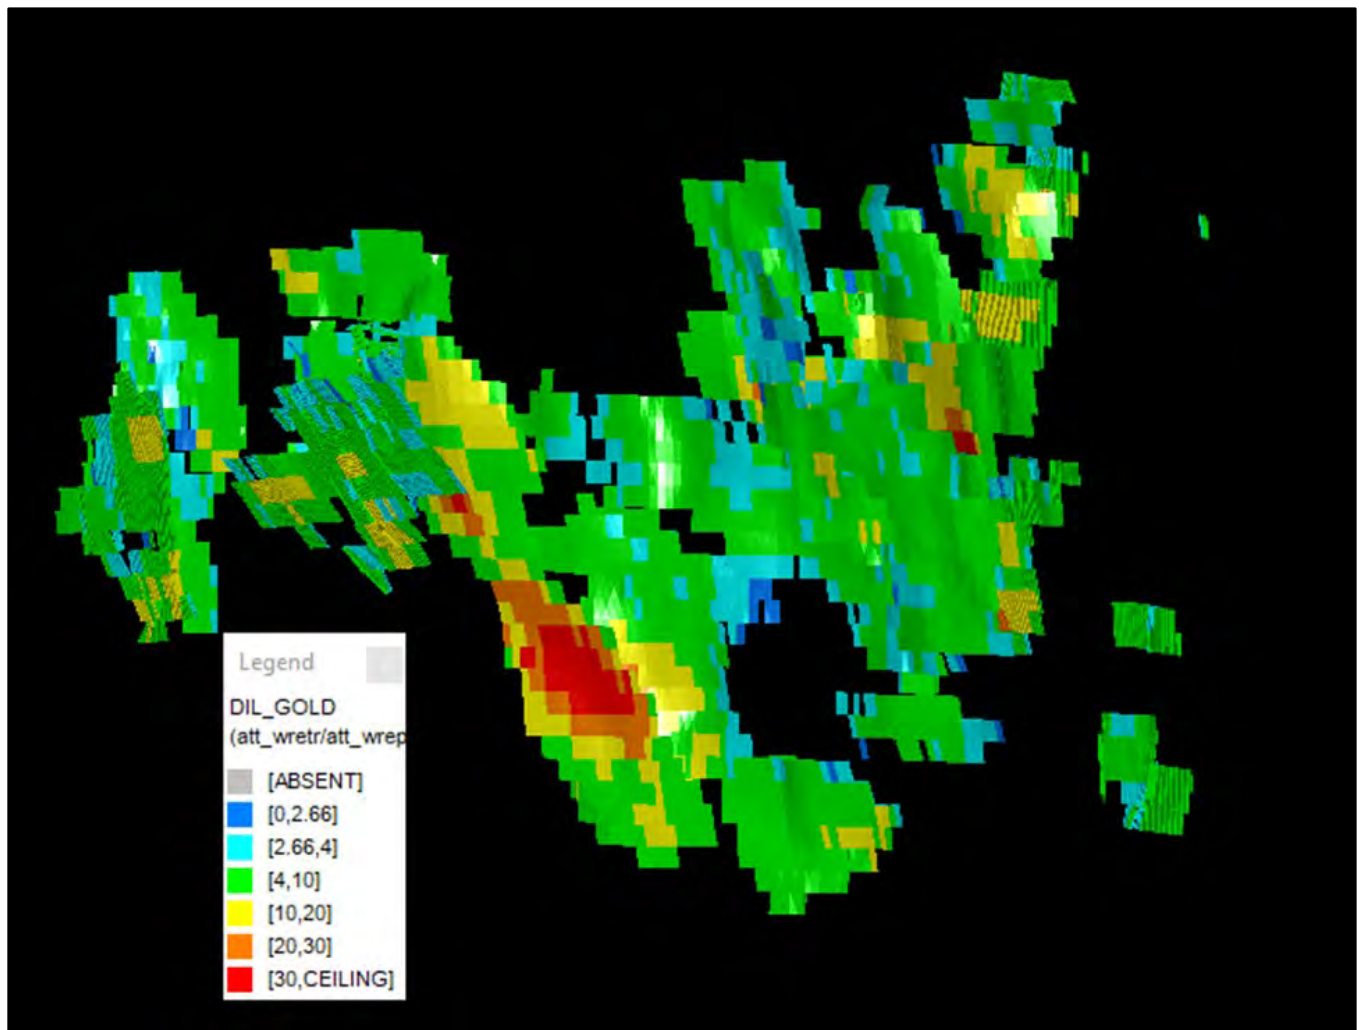 Legend
DIL_GOLD
(att_wretr/att_wrep
[ABSENT]
[0,2.66]
[2.66,4]
[4,10]
[10,20]
[20,30]
[30,CEILING]